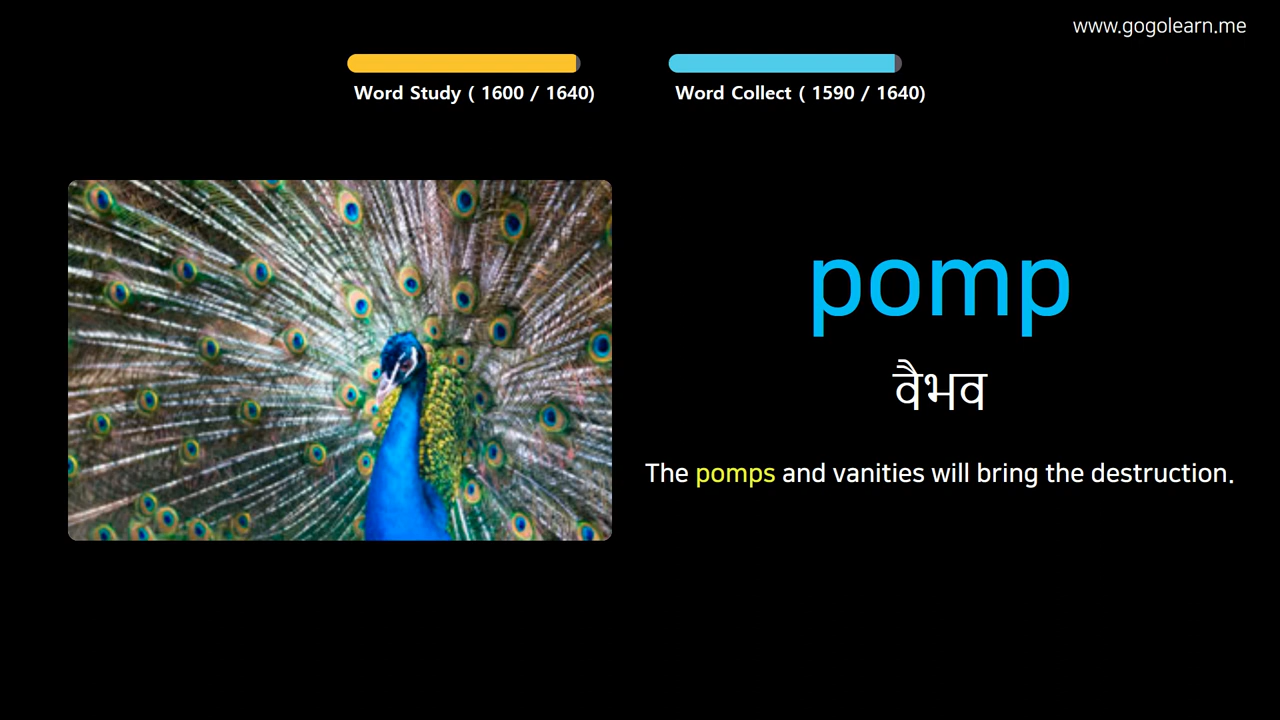 www.gogolearn.me
Word Study ( 1600 / 1640)
Word Collect ( 1590 / 1640)
pomp
वैभव
The pomps and vanities will bring the destruction.